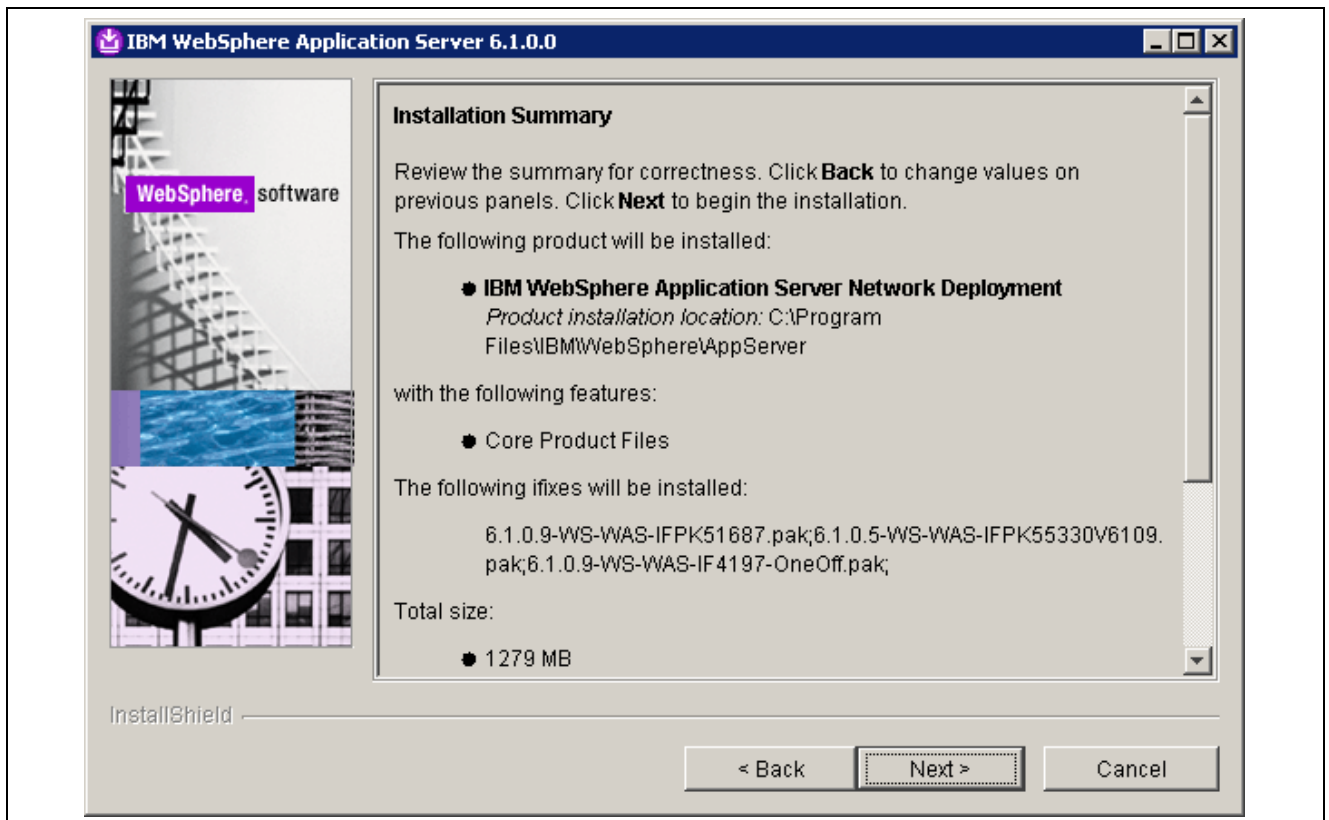 IBM WebSphere Application Server 6.1.0.0
WebSphere. software
Installation Summary
Review the summary for correctness. Click Back to change values on
previous panels. Click Next to begin the installation.
The following product will be installed:
IBM WebSphere Application Server Network Deployment
Product installation location: C:\Program
Files\IBM\WebSphere\AppServer
with the following features:
Core Product Files
The following ifixes will be installed:
6.1.0.9-WS-WAS-IFPK51687.pak;6.1.0.5-WS-WAS-IFPK55330V6109.
pak;6.1.0.9-WS-WAS-IF4197-OneOff.pak;
Total size:
1279 MB
InstallShield
< Back
Next >
Cancel